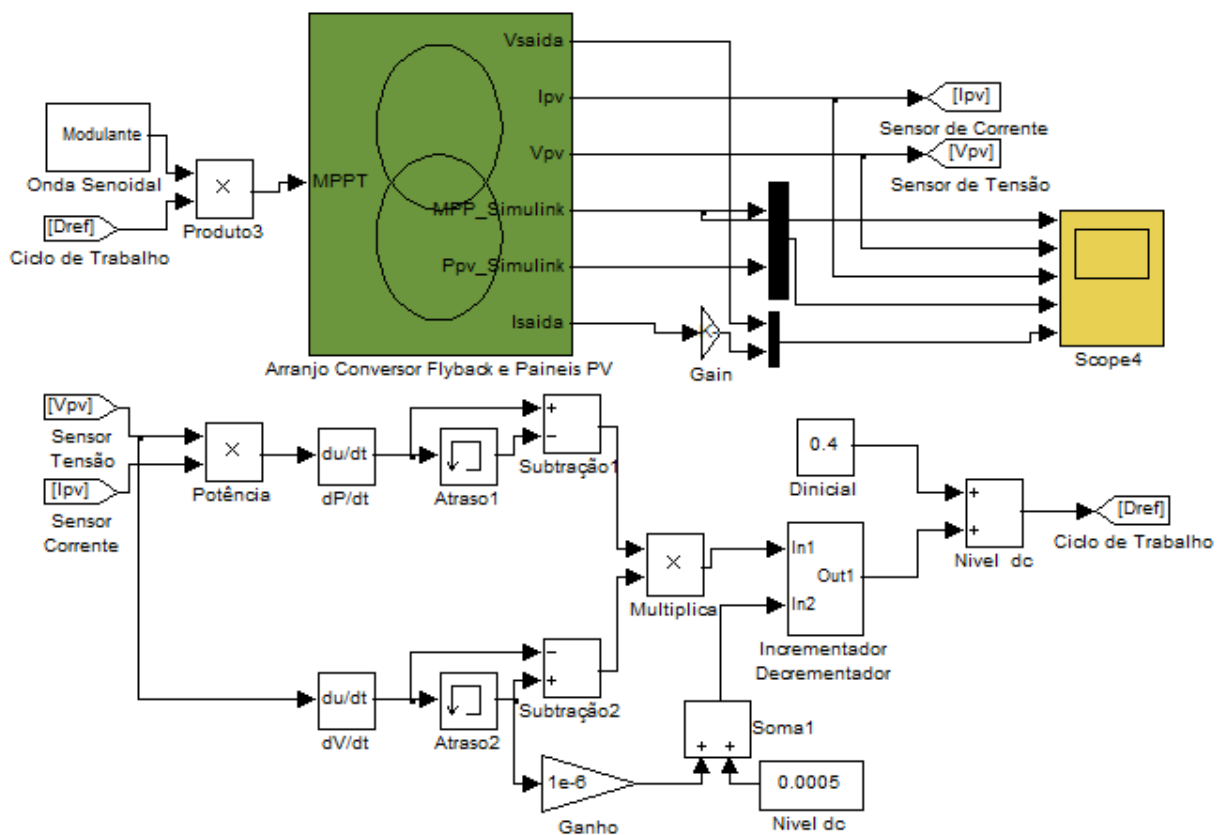 Vsaida
Ipv
[Ipv]
Sensor de Corrente
Modulante
Onda Senoidal
Vpv
[Vpv]
Sensor de Tensão
MPPT
×
Produto3
[Dref]
Ciclo de Trabalho
MPP_Simulink
Ppv_Simulink
Isaida
Gain
Scope4
Arranjo Conversor Flyback e Paineis PV
[Vpv]
Sensor
Tensão
[Ipv]
Sensor
Corrente
×
Potência
du/dt
dP/dt
Atraso1
+
−
Subtração1
0.4
Dinicial
+
+
Nivel dc
[Dref]
Ciclo de Trabalho
×
Multiplica
In1
Out1
In2
Incrementador
Decrementador
du/dt
dV/dt
Atraso2
−
+
Subtração2
Soma1
+ +
1e-6
Ganho
0.0005
Nivel dc